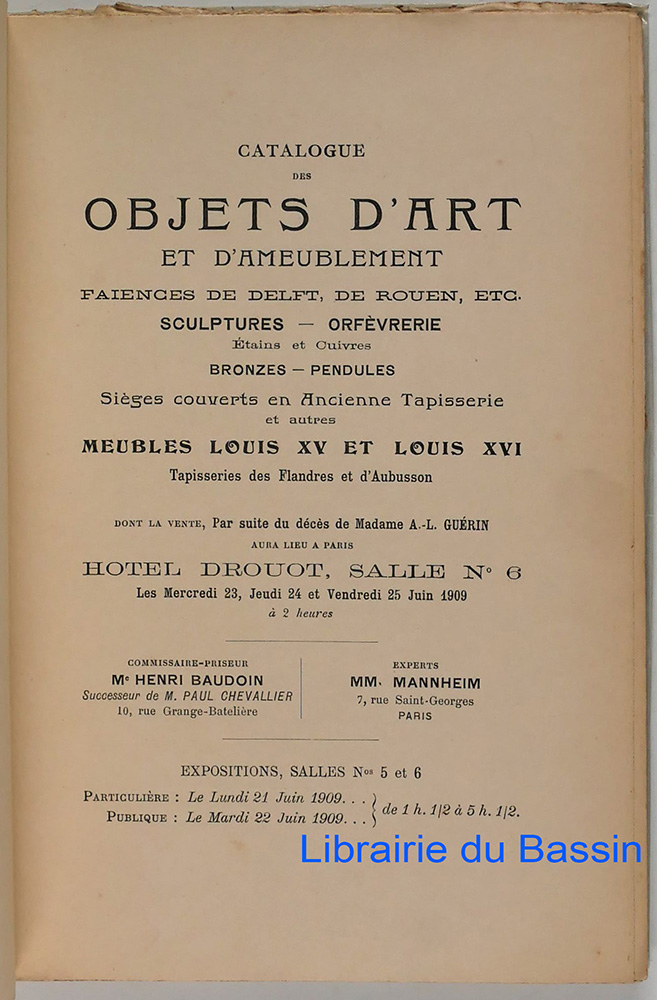 CATALOGUE
DES
OBJETS D'ART
ET D'AMEUBLEMENT
FAIENCES DE DELFT, DE ROUEN, ETC.
SCULPTURES — ORFÈVRERIE
Étains et Cuivres
BRONZES — PENDULES
Sièges couverts en Ancienne Tapisserie
et autres
MEUBLES LOUIS XV ET LOUIS XVI
Tapisseries des Flandres et d'Aubusson
DONT LA VENTE, Par suite du décès de Madame A.-L. GUÉRIN
AURA LIEU A PARIS
HOTEL DROUOT, SALLE N° 6
Les Mercredi 23, Jeudi 24 et Vendredi 25 Juin 1909
à 2 heures
COMMISSAIRE-PRISEUR
Me HENRI BAUDOIN
Successeur de M. PAUL CHEVALLIER
10, rue Grange-Batelière
EXPERTS
MM. MANNHEIM
7, rue Saint-Georges
PARIS
EXPOSITIONS, SALLES Nos 5 et 6
PARTICULIÈRE : Le Lundi 21 Juin 1909. . .
PUBLIQUE : Le Mardi 22 Juin 1909. . .
de 1 h. 1/2 à 5 h. 1/2.
Librairie du Bassin